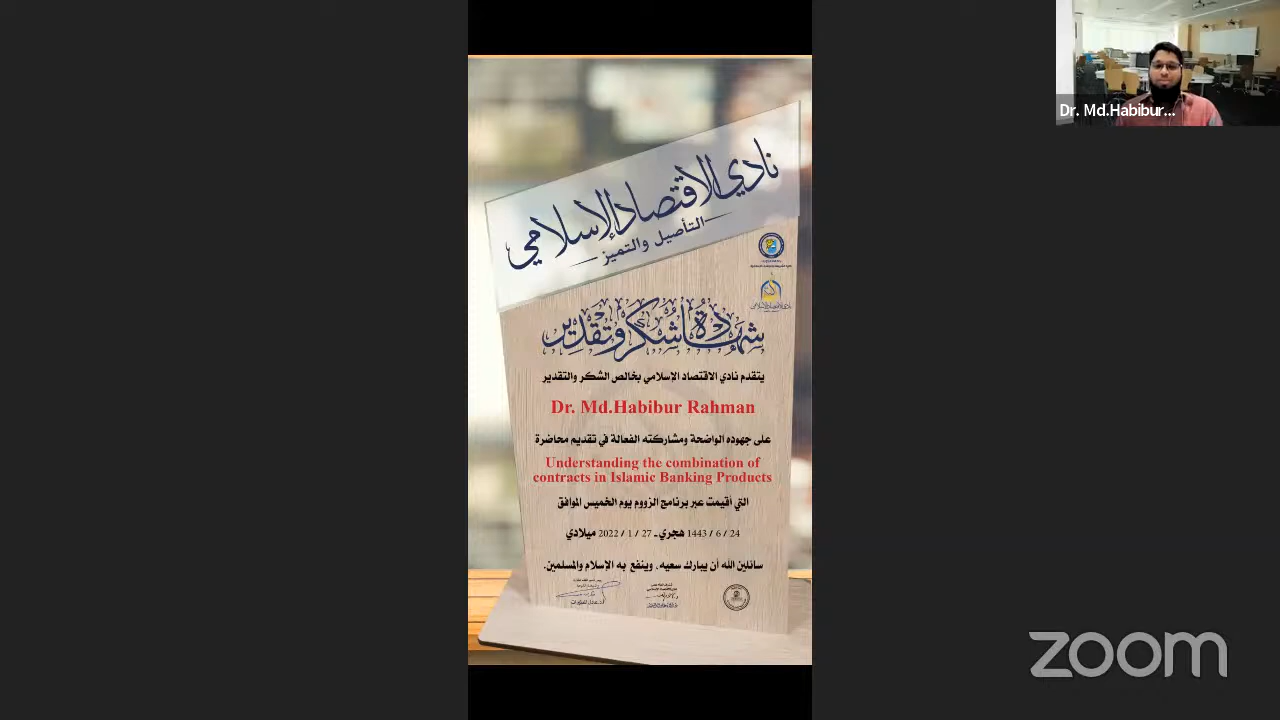 Dr. Md.Habibur...
نادي الاقتصاد الإسلامي
التأصيل والتميز
نادي الاقتصاد الإسلامي
شهادة شكر وتقدير
يتقدم نادي الاقتصاد الإسلامي بخالص الشكر والتقدير
Dr. Md.Habibur Rahman
على جهوده الواضحة ومشاركته الفعالة في تقديم محاضرة
Understanding the combination of
contracts in Islamic Banking Products
التي أقيمت عبر برنامج الزووم يوم الخميس الموافق
24 / 6 / 1443 هجري - 27 / 1 / 2022 ميلادي
سائلين الله أن يبارك سعيه، وينفع به الإسلام والمسلمين.
zoom